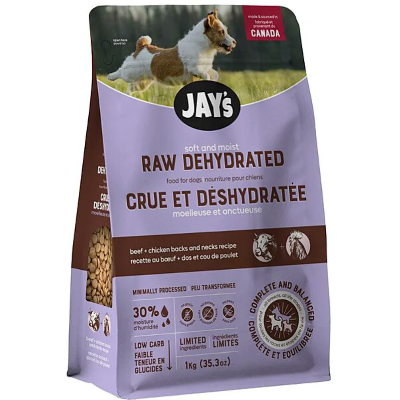 made & sourced in
fabriqué et
provenant du
CANADA
JAY's
soft and moist
RAW DEHYDRATED
food for dogs nourriture pour chiens
CRUE ET DÉSHYDRATÉE
moelleuse et onctueuse
beef + chicken backs and necks recipe
recette au bœuf + dos et cou de poulet
MINIMALLY PROCESSED PEU TRANSFORMÉE
30%
moisture
d'humidité
LOW CARB
FAIBLE
TENEUR EN
GLUCIDES
LIMITED
INGREDIENTS
ingredients
LIMITÉS
1Kg (35.3oz)
COMPLETE AND BALANCED
COMPLÈTE ET ÉQUILIBRÉE